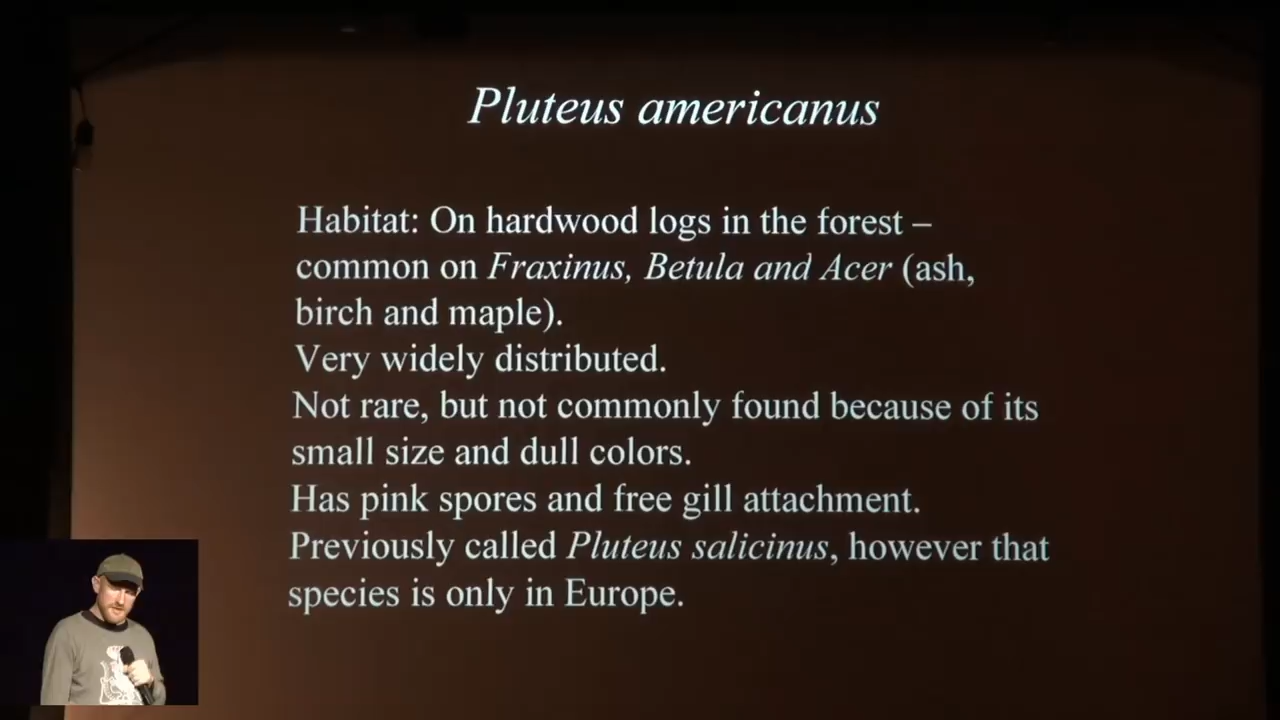 Pluteus americanus
Habitat: On hardwood logs in the forest –
common on Fraxinus, Betula and Acer (ash,
birch and maple).
Very widely distributed.
Not rare, but not commonly found because of its
small size and dull colors.
Has pink spores and free gill attachment.
Previously called Pluteus salicinus, however that
species is only in Europe.